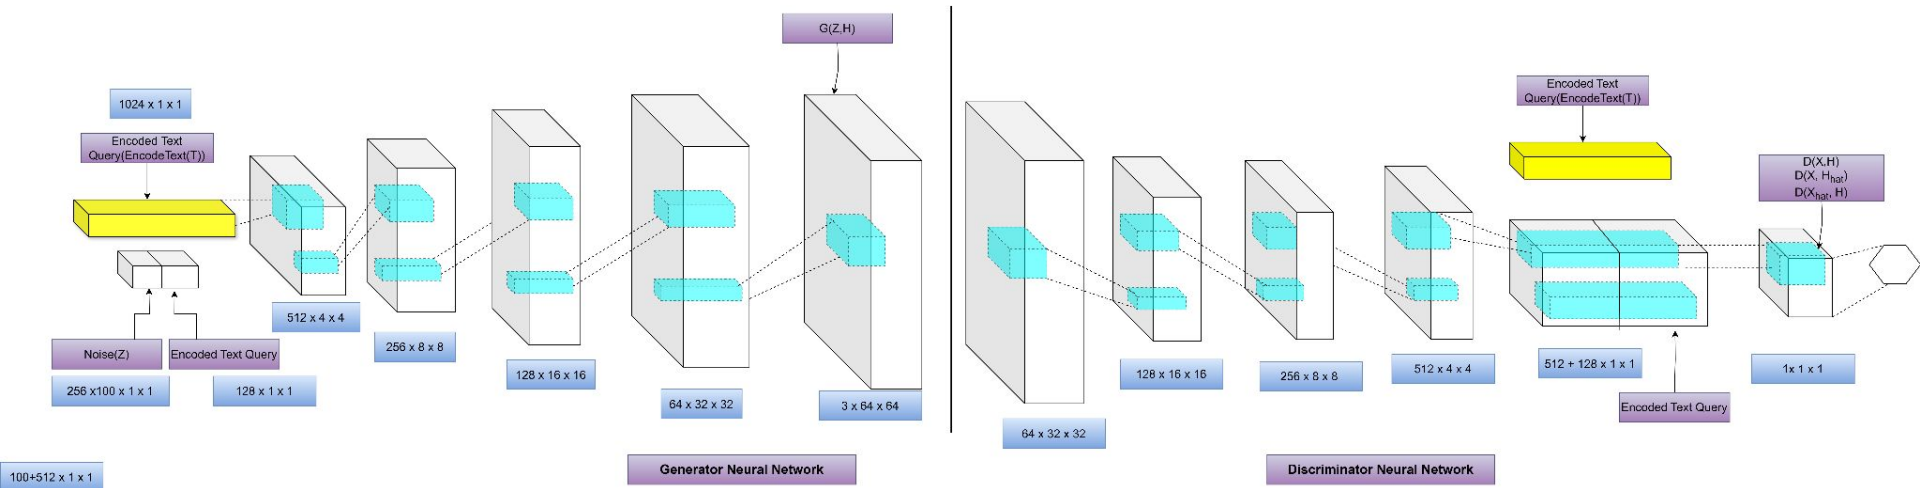 G(Z,H)
1024 x 1 x 1
Encoded Text
Query(EncodeText(T))
Noise(Z)
Encoded Text Query
256 x100 x 1 x 1
128 x 1 x 1
512 x 4 x 4
256 x 8 x 8
128 x 16 x 16
64 x 32 x 32
3 x 64 x 64
100+512 x 1 x 1
Generator Neural Network
Encoded Text
Query(EncodeText(T))
D(X,H)
D(X, Hhat)
D(Xhat, H)
64 x 32 x 32
128 x 16 x 16
256 x 8 x 8
512 x 4 x 4
512 + 128 x 1 x 1
1x 1 x 1
Encoded Text Query
Discriminator Neural Network